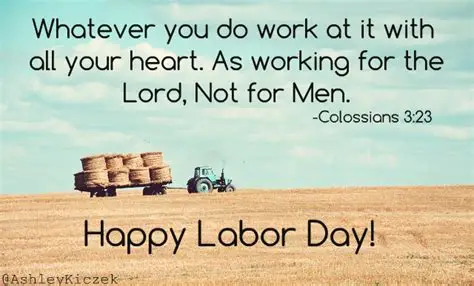 Whatever you do work at it with
all your heart. As working for the
Lord, Not for Men.
-Colossians 3:23
Happy Labor Day!
@AshleyKiczek